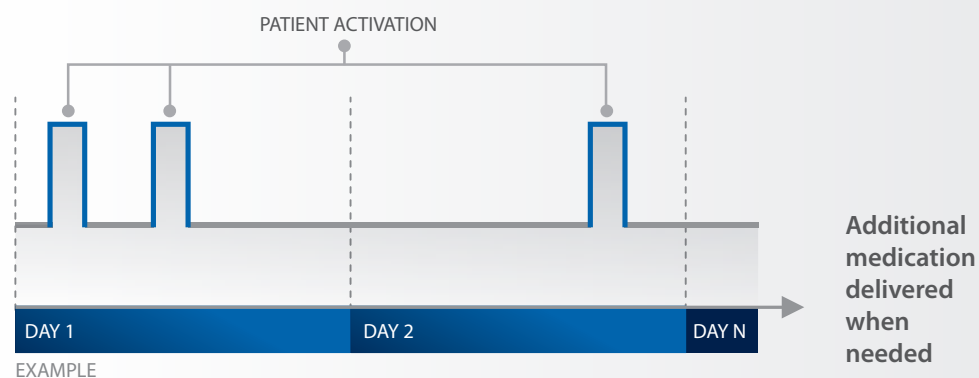 PATIENT ACTIVATION
Additional
medication
delivered
when
needed
DAY 1
DAY 2
DAY N
EXAMPLE